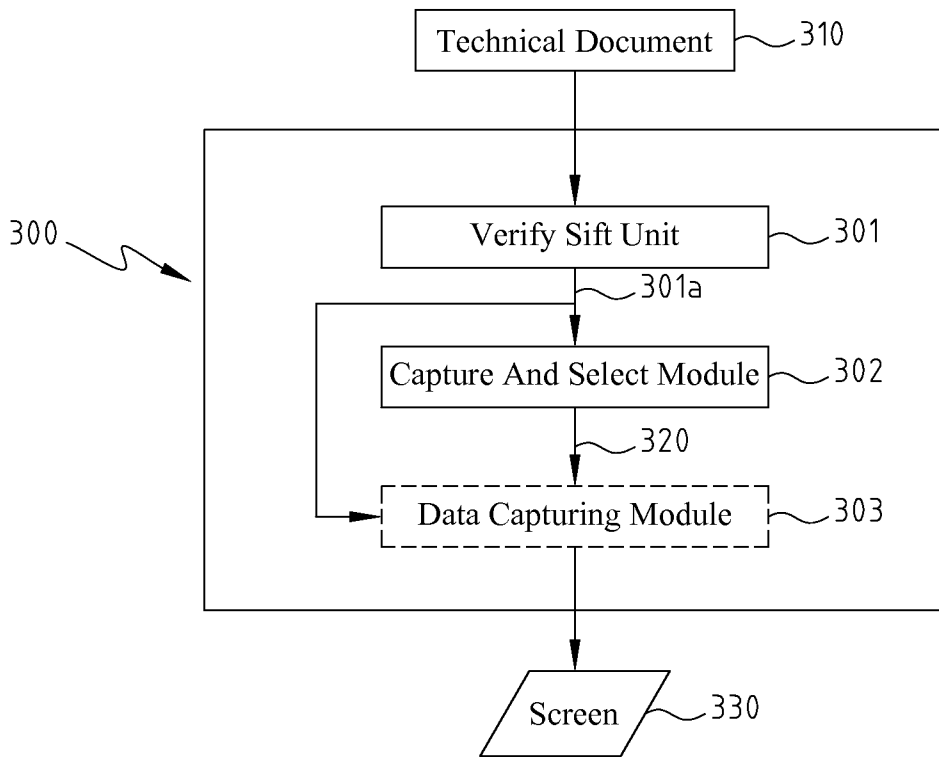 Technical Document
310
300
Verify Sift Unit
301
301a
Capture And Select Module
302
320
Data Capturing Module
303
Screen
330